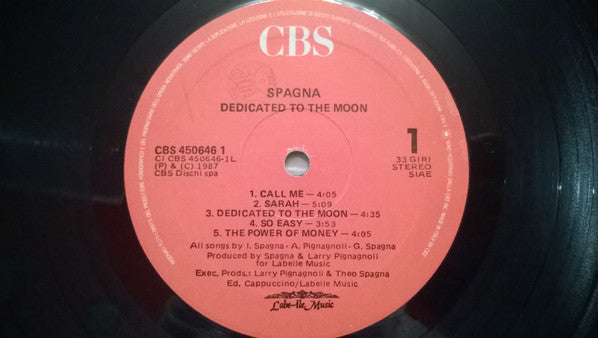 CBS
SPAGNA
DEDICATED TO THE MOON
CBS 450646 1
CI CBS 450646-1L
(P) & (C) 1987
CBS Dischi spa
1
33 GIRI
STEREO
SIAE
1. CALL ME — 4:05
2. SARAH — 5:09
3. DEDICATED TO THE MOON — 4:35
4. SO EASY — 3:53
5. THE POWER OF MONEY — 4:05
All songs by I. Spagna - A. Pignagnoli - G. Spagna
Produced by Spagna & Larry Pignagnoli
for Labelle Music
Exec. Prods.: Larry Pignagnoli & Theo Spagna
Ed. Cappuccino/Labelle Music
Labe-lle Music